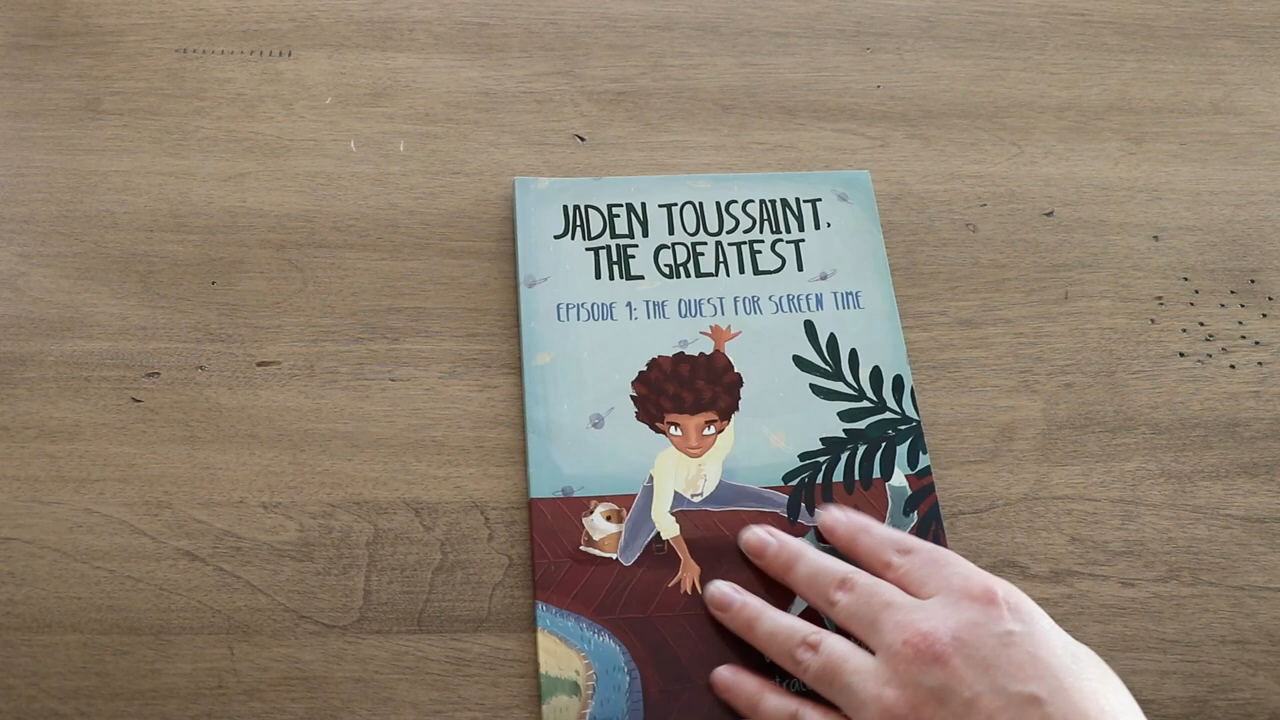 JADEN TOUSSAINT,
THE GREATEST
EPISODE 1: THE QUEST FOR SCREEN TIME